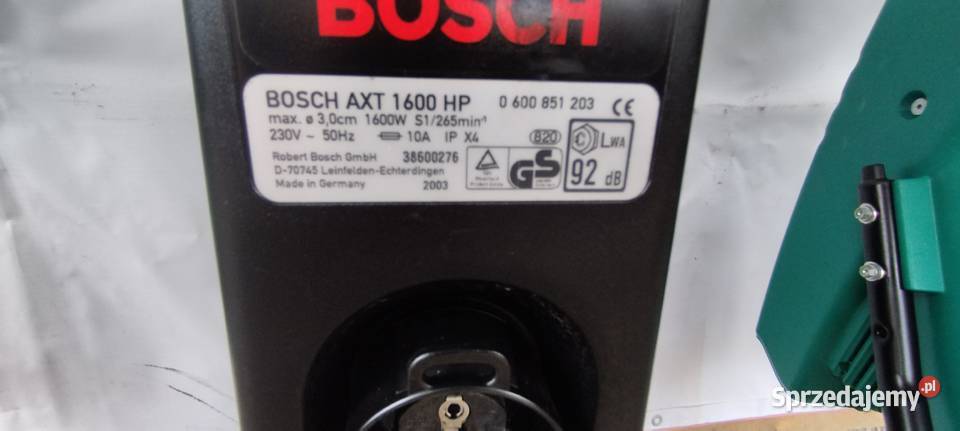 BOSCH
BOSCH AXT 1600 HP 0 600 851 203 CE
max. ø 3,0cm 1600W S1/265min⁻¹
230V ~ 50Hz 10A IP X4 820
Robert Bosch GmbH 38600276
D-70745 Leinfelden-Echterdingen
Made in Germany 2003
GS
LWA
92 dB
Sprzedajemy.pl